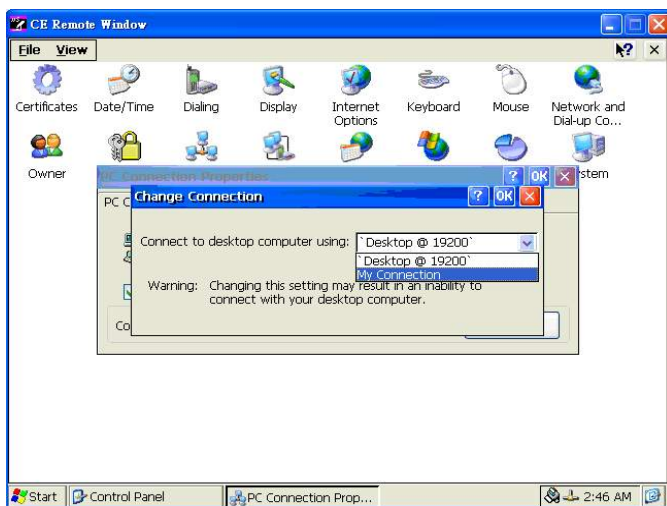 CE Remote Window
File View
Certificates Date/Time Dialing Display Internet Options Keyboard Mouse Network and Dial-up Co...
Owner
PC Connection Properties ? OK
PC C
Change Connection ? OK
Connect to desktop computer using: `Desktop @ 19200`
`Desktop @ 19200`
My Connection
Warning: Changing this setting may result in an inability to
connect with your desktop computer.
Co
Start Control Panel PC Connection Prop... 2:46 AM